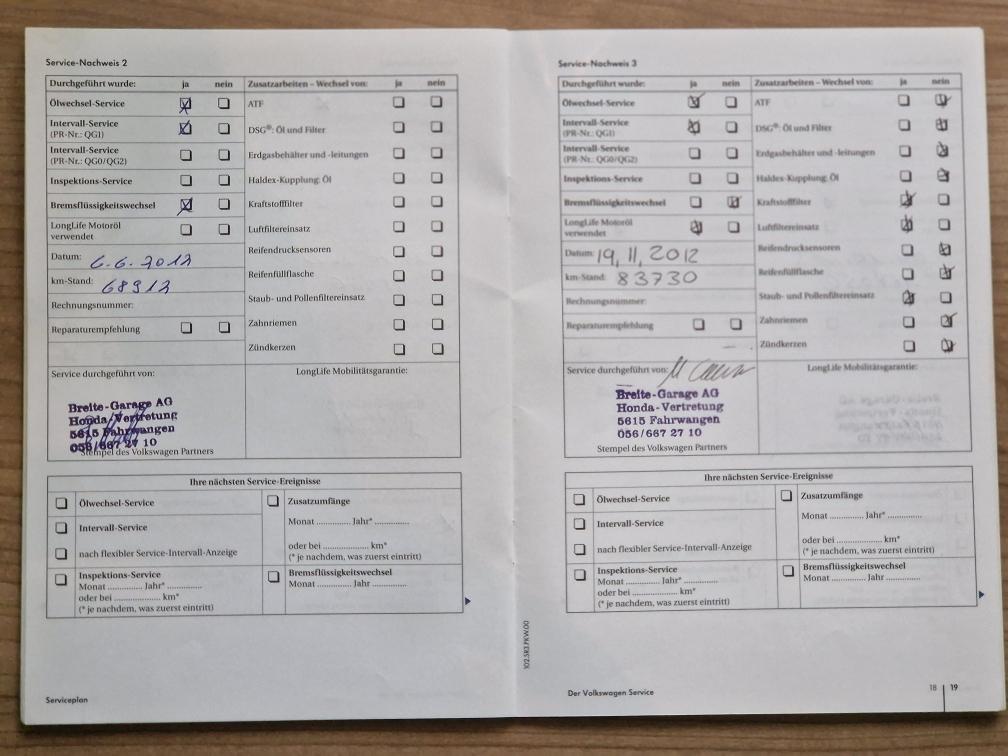 Service-Nachweis 2
Durchgeführt wurde: ja nein Zusatzarbeiten – Wechsel von: ja nein
Ölwechsel-Service ATF
Intervall-Service
(PR-Nr.: QG1) DSG®: Öl und Filter
Intervall-Service
(PR-Nr.: QG0/QG2) Erdgasbehälter und -leitungen
Inspektions-Service Haldex-Kupplung: Öl
Bremsflüssigkeitswechsel Kraftstofffilter
LongLife Motoröl
verwendet Luftfiltereinsatz
Datum: 6.6.2012 Reifendrucksensoren
km-Stand: 68912 Reifenfüllflasche
Rechnungsnummer: Staub- und Pollenfiltereinsatz
Reparaturempfehlung Zahnriemen
Zündkerzen
Service durchgeführt von: LongLife Mobilitätsgarantie:
Breite-Garage AG
Honda-Vertretung
5615 Fahrwangen
056/667 27 10
Stempel des Volkswagen Partners
Ihre nächsten Service-Ereignisse
Ölwechsel-Service Zusatzumfänge
Intervall-Service Monat ............ Jahr* ............
nach flexibler Service-Intervall-Anzeige oder bei ................ km*
(* je nachdem, was zuerst eintritt)
Inspektions-Service Bremsflüssigkeitswechsel
Monat ............ Jahr* ............ Monat ............ Jahr ............
oder bei ................ km*
(* je nachdem, was zuerst eintritt)
Serviceplan
Service-Nachweis 3
Durchgeführt wurde: ja nein Zusatzarbeiten – Wechsel von: ja nein
Ölwechsel-Service ATF
Intervall-Service
(PR-Nr.: QG1) DSG®: Öl und Filter
Intervall-Service
(PR-Nr.: QG0/QG2) Erdgasbehälter und -leitungen
Inspektions-Service Haldex-Kupplung: Öl
Bremsflüssigkeitswechsel Kraftstofffilter
LongLife Motoröl
verwendet Luftfiltereinsatz
Datum: 19.11.2012 Reifendrucksensoren
km-Stand: 83730 Reifenfüllflasche
Rechnungsnummer: Staub- und Pollenfiltereinsatz
Reparaturempfehlung Zahnriemen
Zündkerzen
Service durchgeführt von: LongLife Mobilitätsgarantie:
Breite-Garage AG
Honda-Vertretung
5615 Fahrwangen
056/667 27 10
Stempel des Volkswagen Partners
Ihre nächsten Service-Ereignisse
Ölwechsel-Service Zusatzumfänge
Intervall-Service Monat ............ Jahr* ............
nach flexibler Service-Intervall-Anzeige oder bei ................ km*
(* je nachdem, was zuerst eintritt)
Inspektions-Service Bremsflüssigkeitswechsel
Monat ............ Jahr* ............ Monat ............ Jahr ............
oder bei ................ km*
(* je nachdem, was zuerst eintritt)
102.5R3.PKW.00
Der Volkswagen Service 18 19